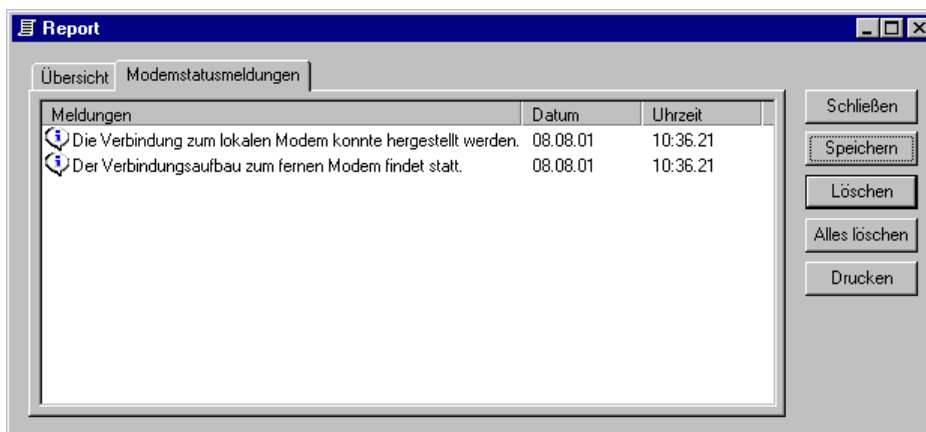 Report
Übersicht Modemstatusmeldungen
Meldungen Datum Uhrzeit
Die Verbindung zum lokalen Modem konnte hergestellt werden. 08.08.01 10:36.21
Der Verbindungsaufbau zum fernen Modem findet statt. 08.08.01 10:36.21
Schließen
Speichern
Löschen
Alles löschen
Drucken